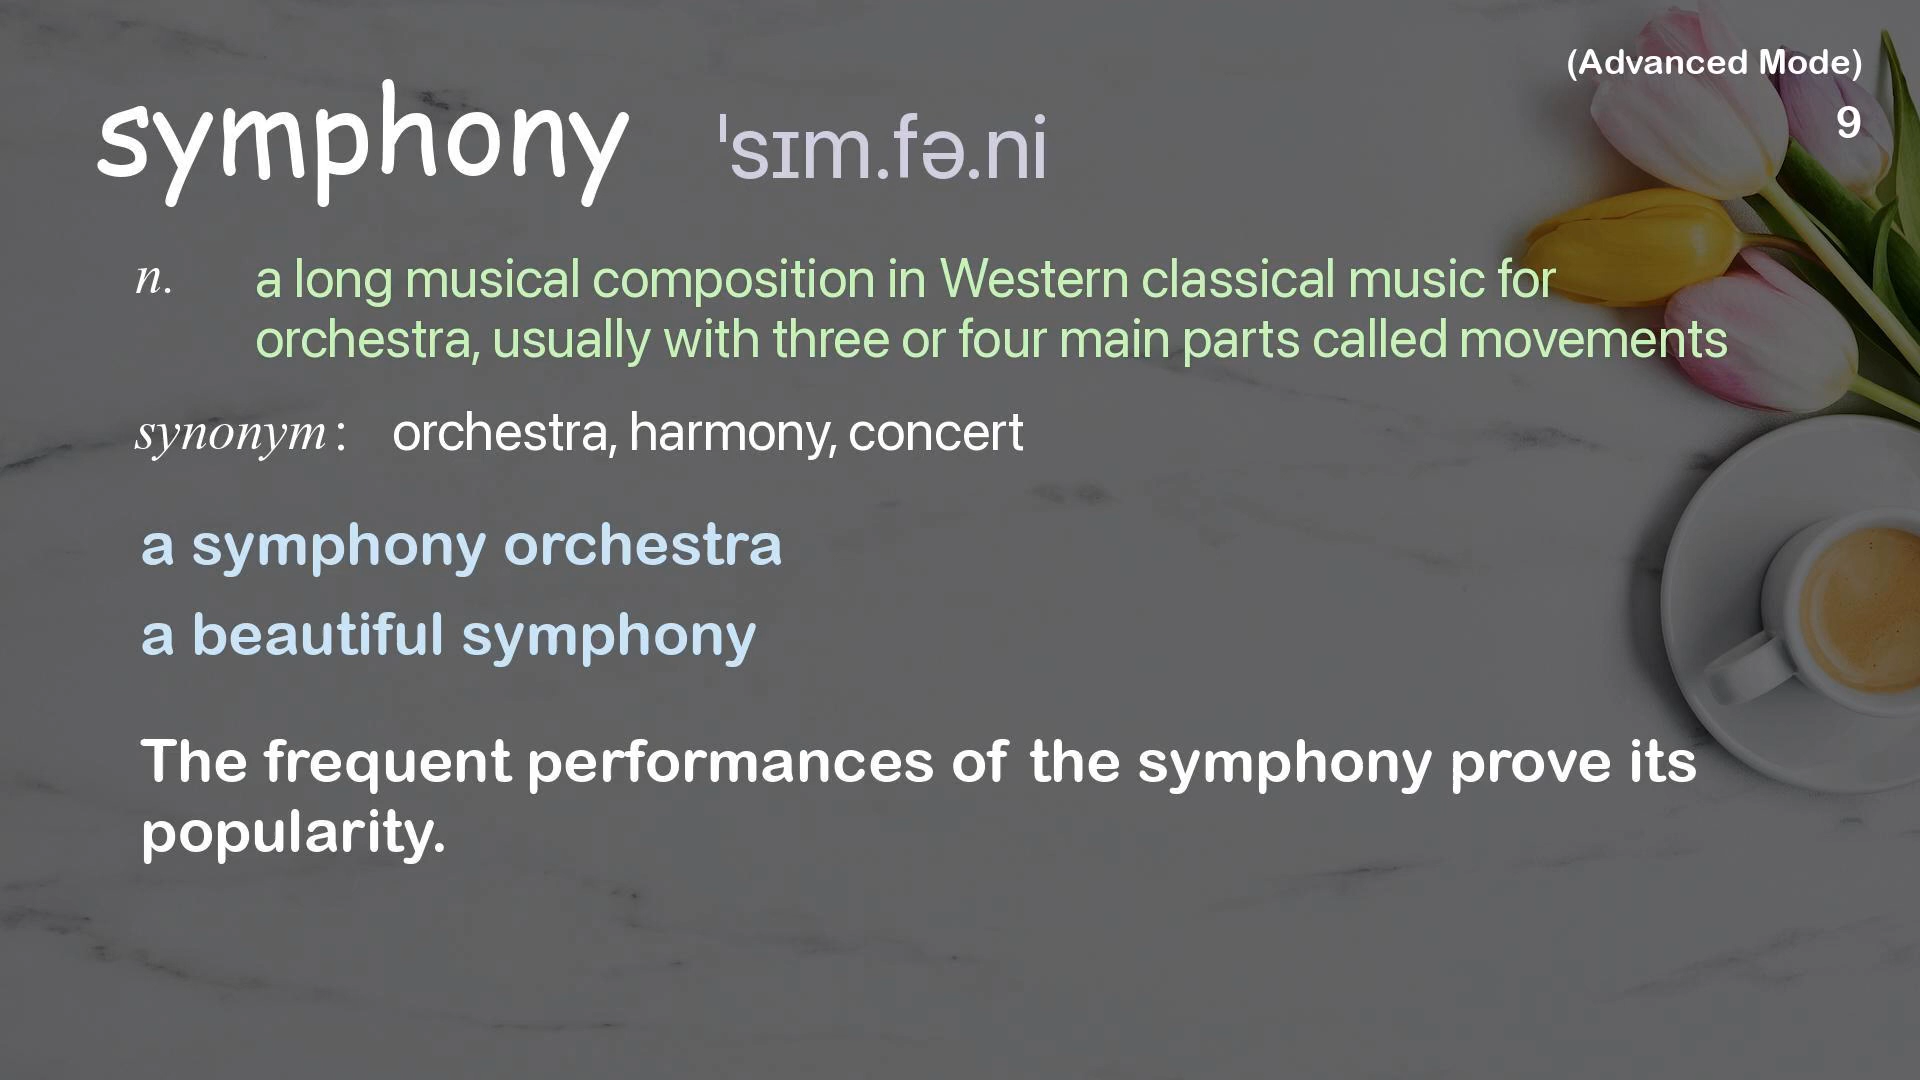 (Advanced Mode)
symphony ˈsɪm.fə.ni
9
n. a long musical composition in Western classical music for
orchestra, usually with three or four main parts called movements
synonym: orchestra, harmony, concert
a symphony orchestra
a beautiful symphony
The frequent performances of the symphony prove its
popularity.